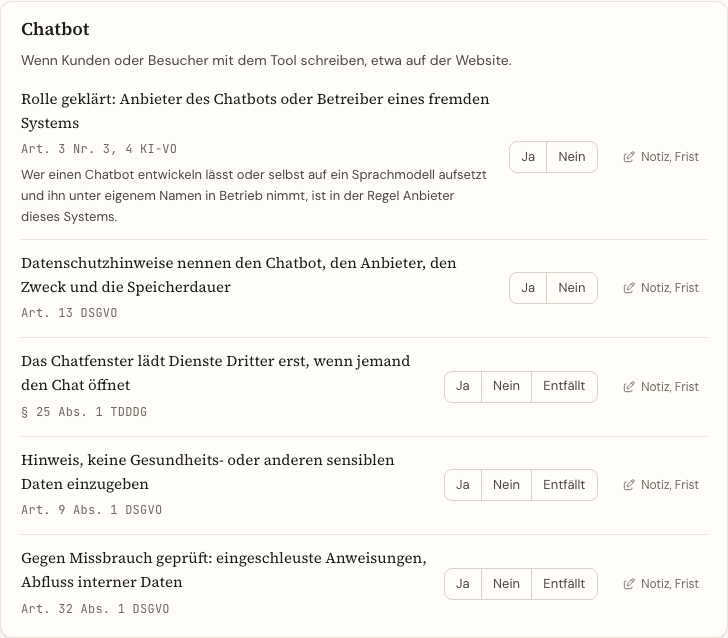 Chatbot
Wenn Kunden oder Besucher mit dem Tool schreiben, etwa auf der Website.
Rolle geklärt: Anbieter des Chatbots oder Betreiber eines fremden
Systems
Art. 3 Nr. 3, 4 KI-VO
Wer einen Chatbot entwickeln lässt oder selbst auf ein Sprachmodell aufsetzt
und ihn unter eigenem Namen in Betrieb nimmt, ist in der Regel Anbieter
dieses Systems.
Ja Nein Notiz, Frist
Datenschutzhinweise nennen den Chatbot, den Anbieter, den
Zweck und die Speicherdauer
Art. 13 DSGVO
Ja Nein Notiz, Frist
Das Chatfenster lädt Dienste Dritter erst, wenn jemand
den Chat öffnet
§ 25 Abs. 1 TDDDG
Ja Nein Entfällt Notiz, Frist
Hinweis, keine Gesundheits- oder anderen sensiblen
Daten einzugeben
Art. 9 Abs. 1 DSGVO
Ja Nein Entfällt Notiz, Frist
Gegen Missbrauch geprüft: eingeschleuste Anweisungen,
Abfluss interner Daten
Art. 32 Abs. 1 DSGVO
Ja Nein Entfällt Notiz, Frist